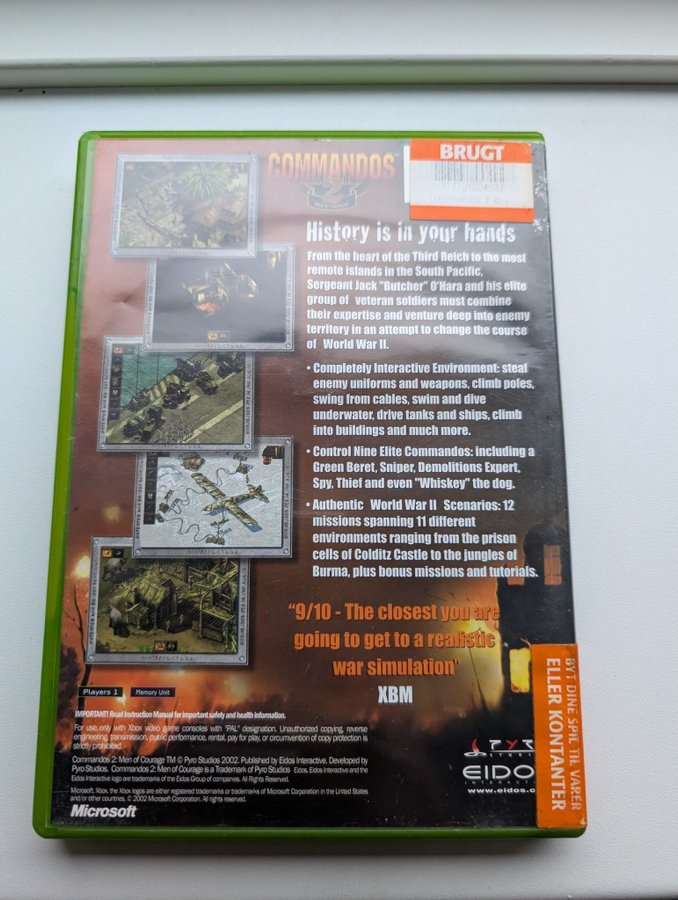 COMMANDOS
2
BRUGT
History is in your hands
From the heart of the Third Reich to the most
remote islands in the South Pacific,
Sergeant Jack "Butcher" O'Hara and his elite
group of veteran soldiers must combine
their expertise and venture deep into enemy
territory in an attempt to change the course
of World War II.
• Completely Interactive Environment: steal
enemy uniforms and weapons, climb poles,
swing from cables, swim and dive
underwater, drive tanks and ships, climb
into buildings and much more.
• Control Nine Elite Commandos: including a
Green Beret, Sniper, Demolitions Expert,
Spy, Thief and even "Whiskey" the dog.
• Authentic World War II Scenarios: 12
missions spanning 11 different
environments ranging from the prison
cells of Colditz Castle to the jungles of
Burma, plus bonus missions and tutorials.
"9/10 - The closest you are
going to get to a realistic
war simulation"
XBM
Players 1
Memory Unit
IMPORTANT! Read Instruction Manual for important safety and health information.
For use only with Xbox video game consoles with "PAL" designation. Unauthorized copying, reverse
engineering, transmission, public performance, rental, pay for play, or circumvention of copy protection is
strictly prohibited.
Commandos 2: Men of Courage TM © Pyro Studios 2002. Published by Eidos Interactive. Developed by
Pyro Studios. Commandos 2: Men of Courage is a Trademark of Pyro Studios Eidos, Eidos Interactive and the
Eidos Interactive logo are trademarks of the Eidos Group of companies. All Rights Reserved.
Microsoft, Xbox, the Xbox logos are either registered trademarks or trademarks of Microsoft Corporation in the United States
and/or other countries. © 2002 Microsoft Corporation. All rights reserved.
Microsoft
PYR
EIDO
INTERACTIV
www.eidos.c
BYT DINE SPIL TIL VARER
ELLER KONTANTER